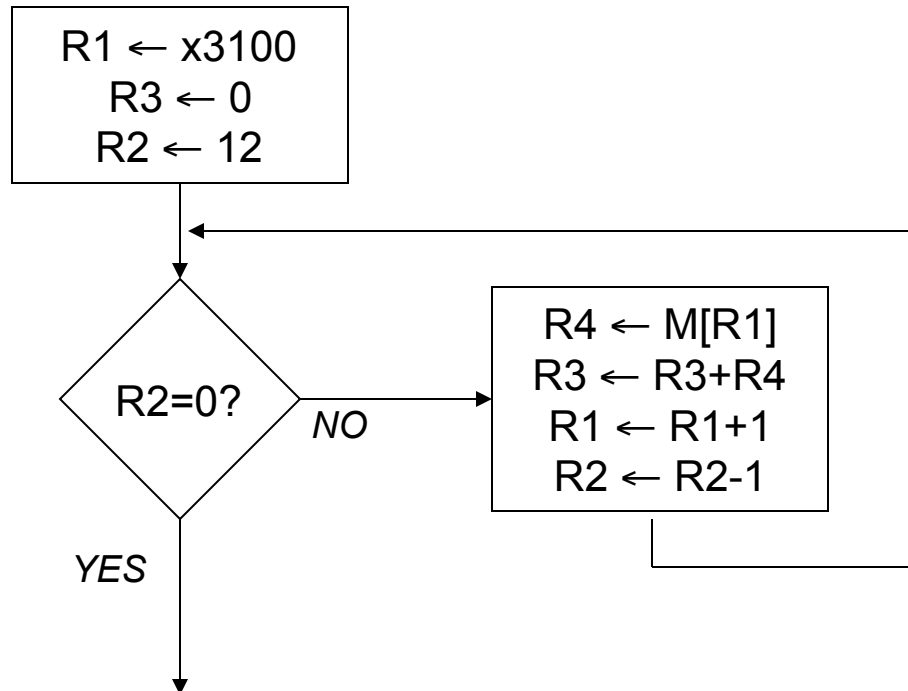 R1 ← x3100
R3 ← 0
R2 ← 12
R2=0?
NO
R4 ← M[R1]
R3 ← R3+R4
R1 ← R1+1
R2 ← R2-1
YES